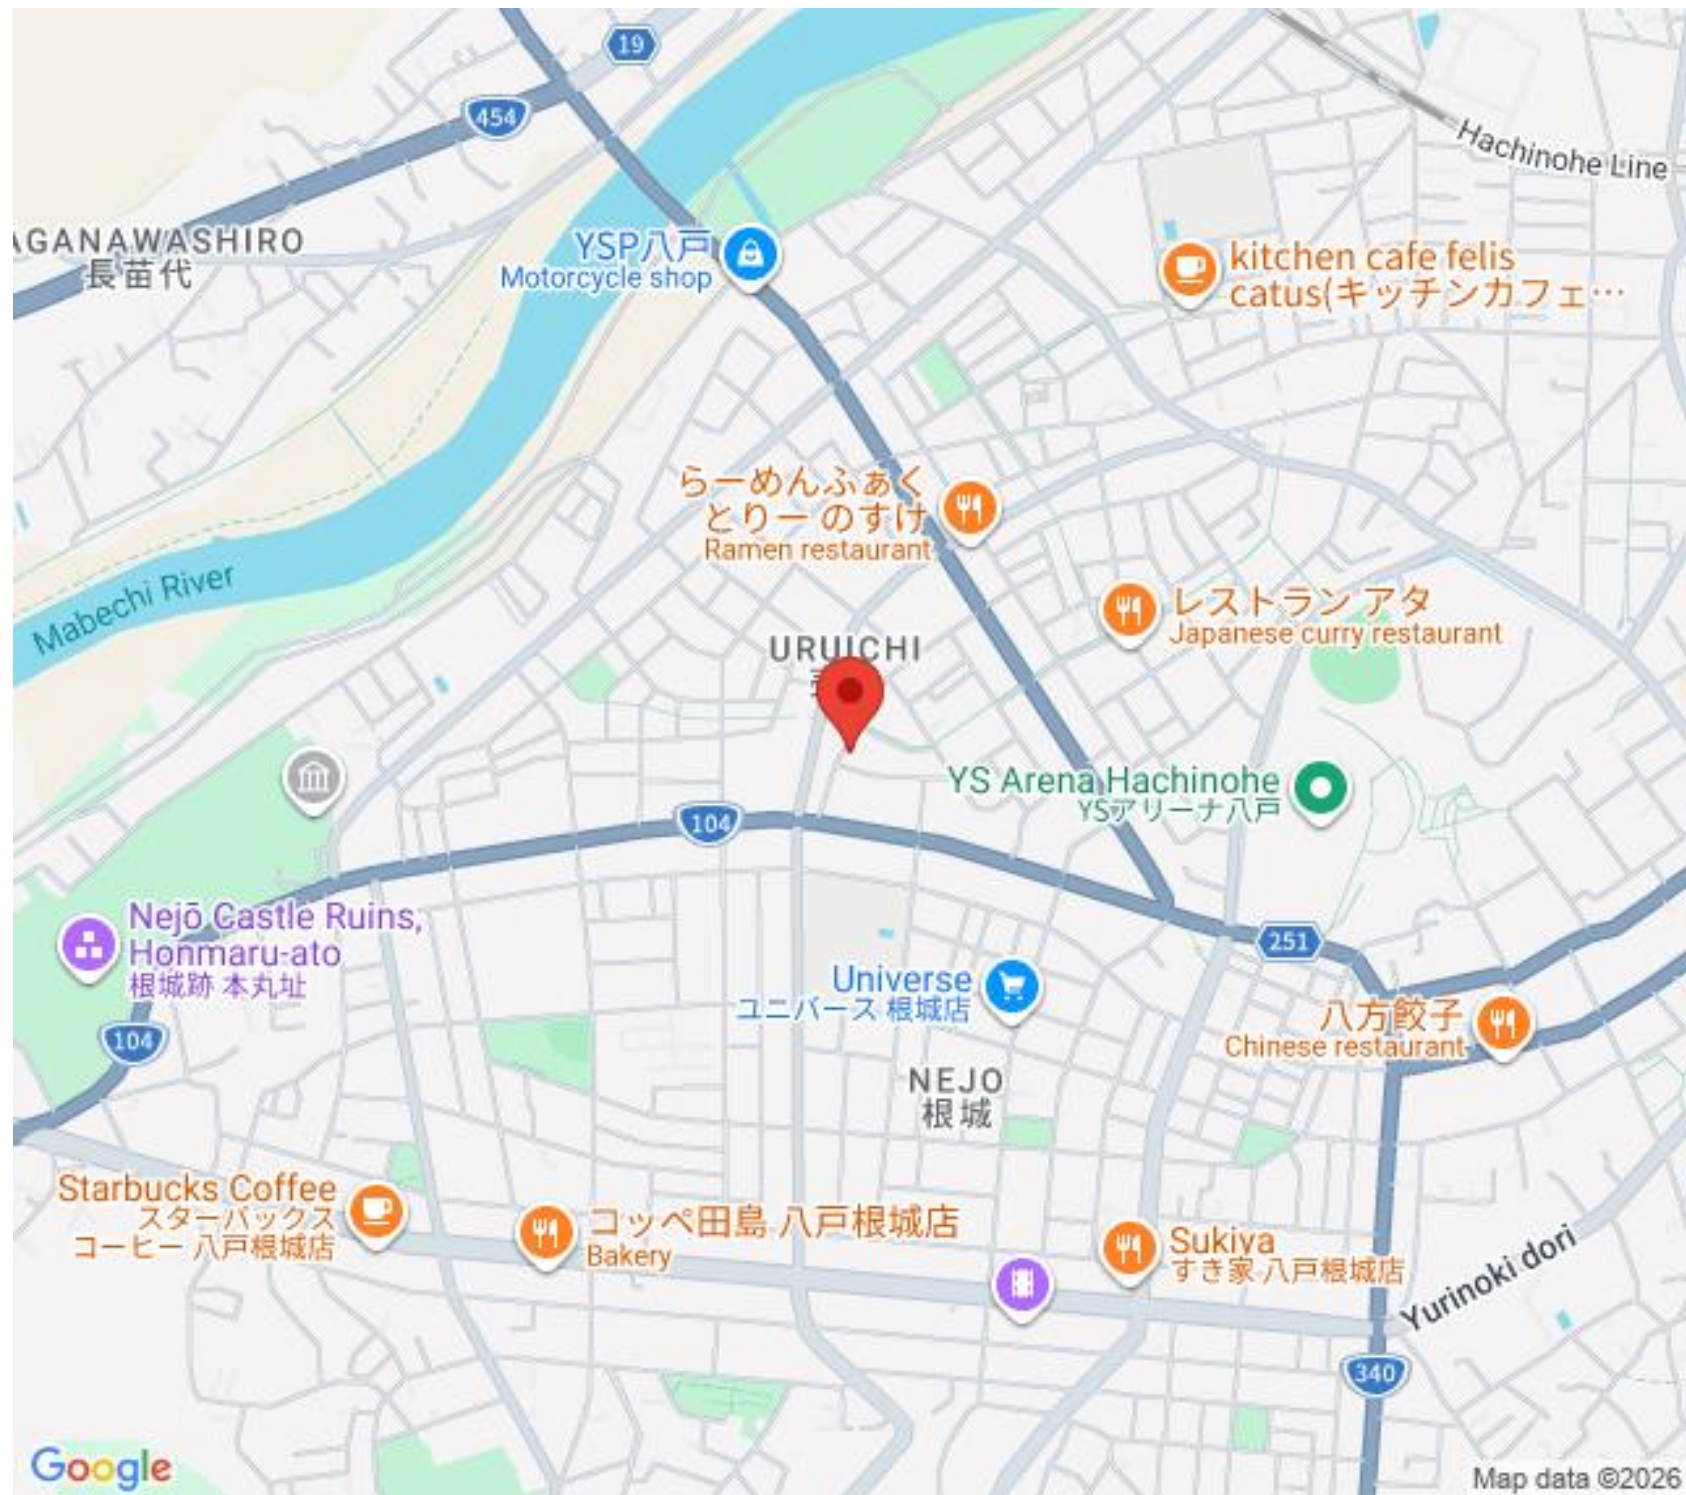 19
454
Hachinohe Line
AGANAWASHIRO
長苗代
YSP八戸
Motorcycle shop
kitchen cafe felis
catus(キッチンカフェ…
らーめんふぁく
とりー のすけ
Ramen restaurant
Mabechi River
レストラン アタ
Japanese curry restaurant
URUICHI
YS Arena Hachinohe
YSアリーナ八戸
104
Nejō Castle Ruins,
Honmaru-ato
根城跡 本丸址
251
Universe
ユニバース 根城店
104
八方餃子
Chinese restaurant
NEJO
根城
Starbucks Coffee
スターバックス
コーヒー 八戸根城店
コッペ田島 八戸根城店
Bakery
Sukiya
すき家 八戸根城店
Yurinoki dori
340
Google
Map data ©2026